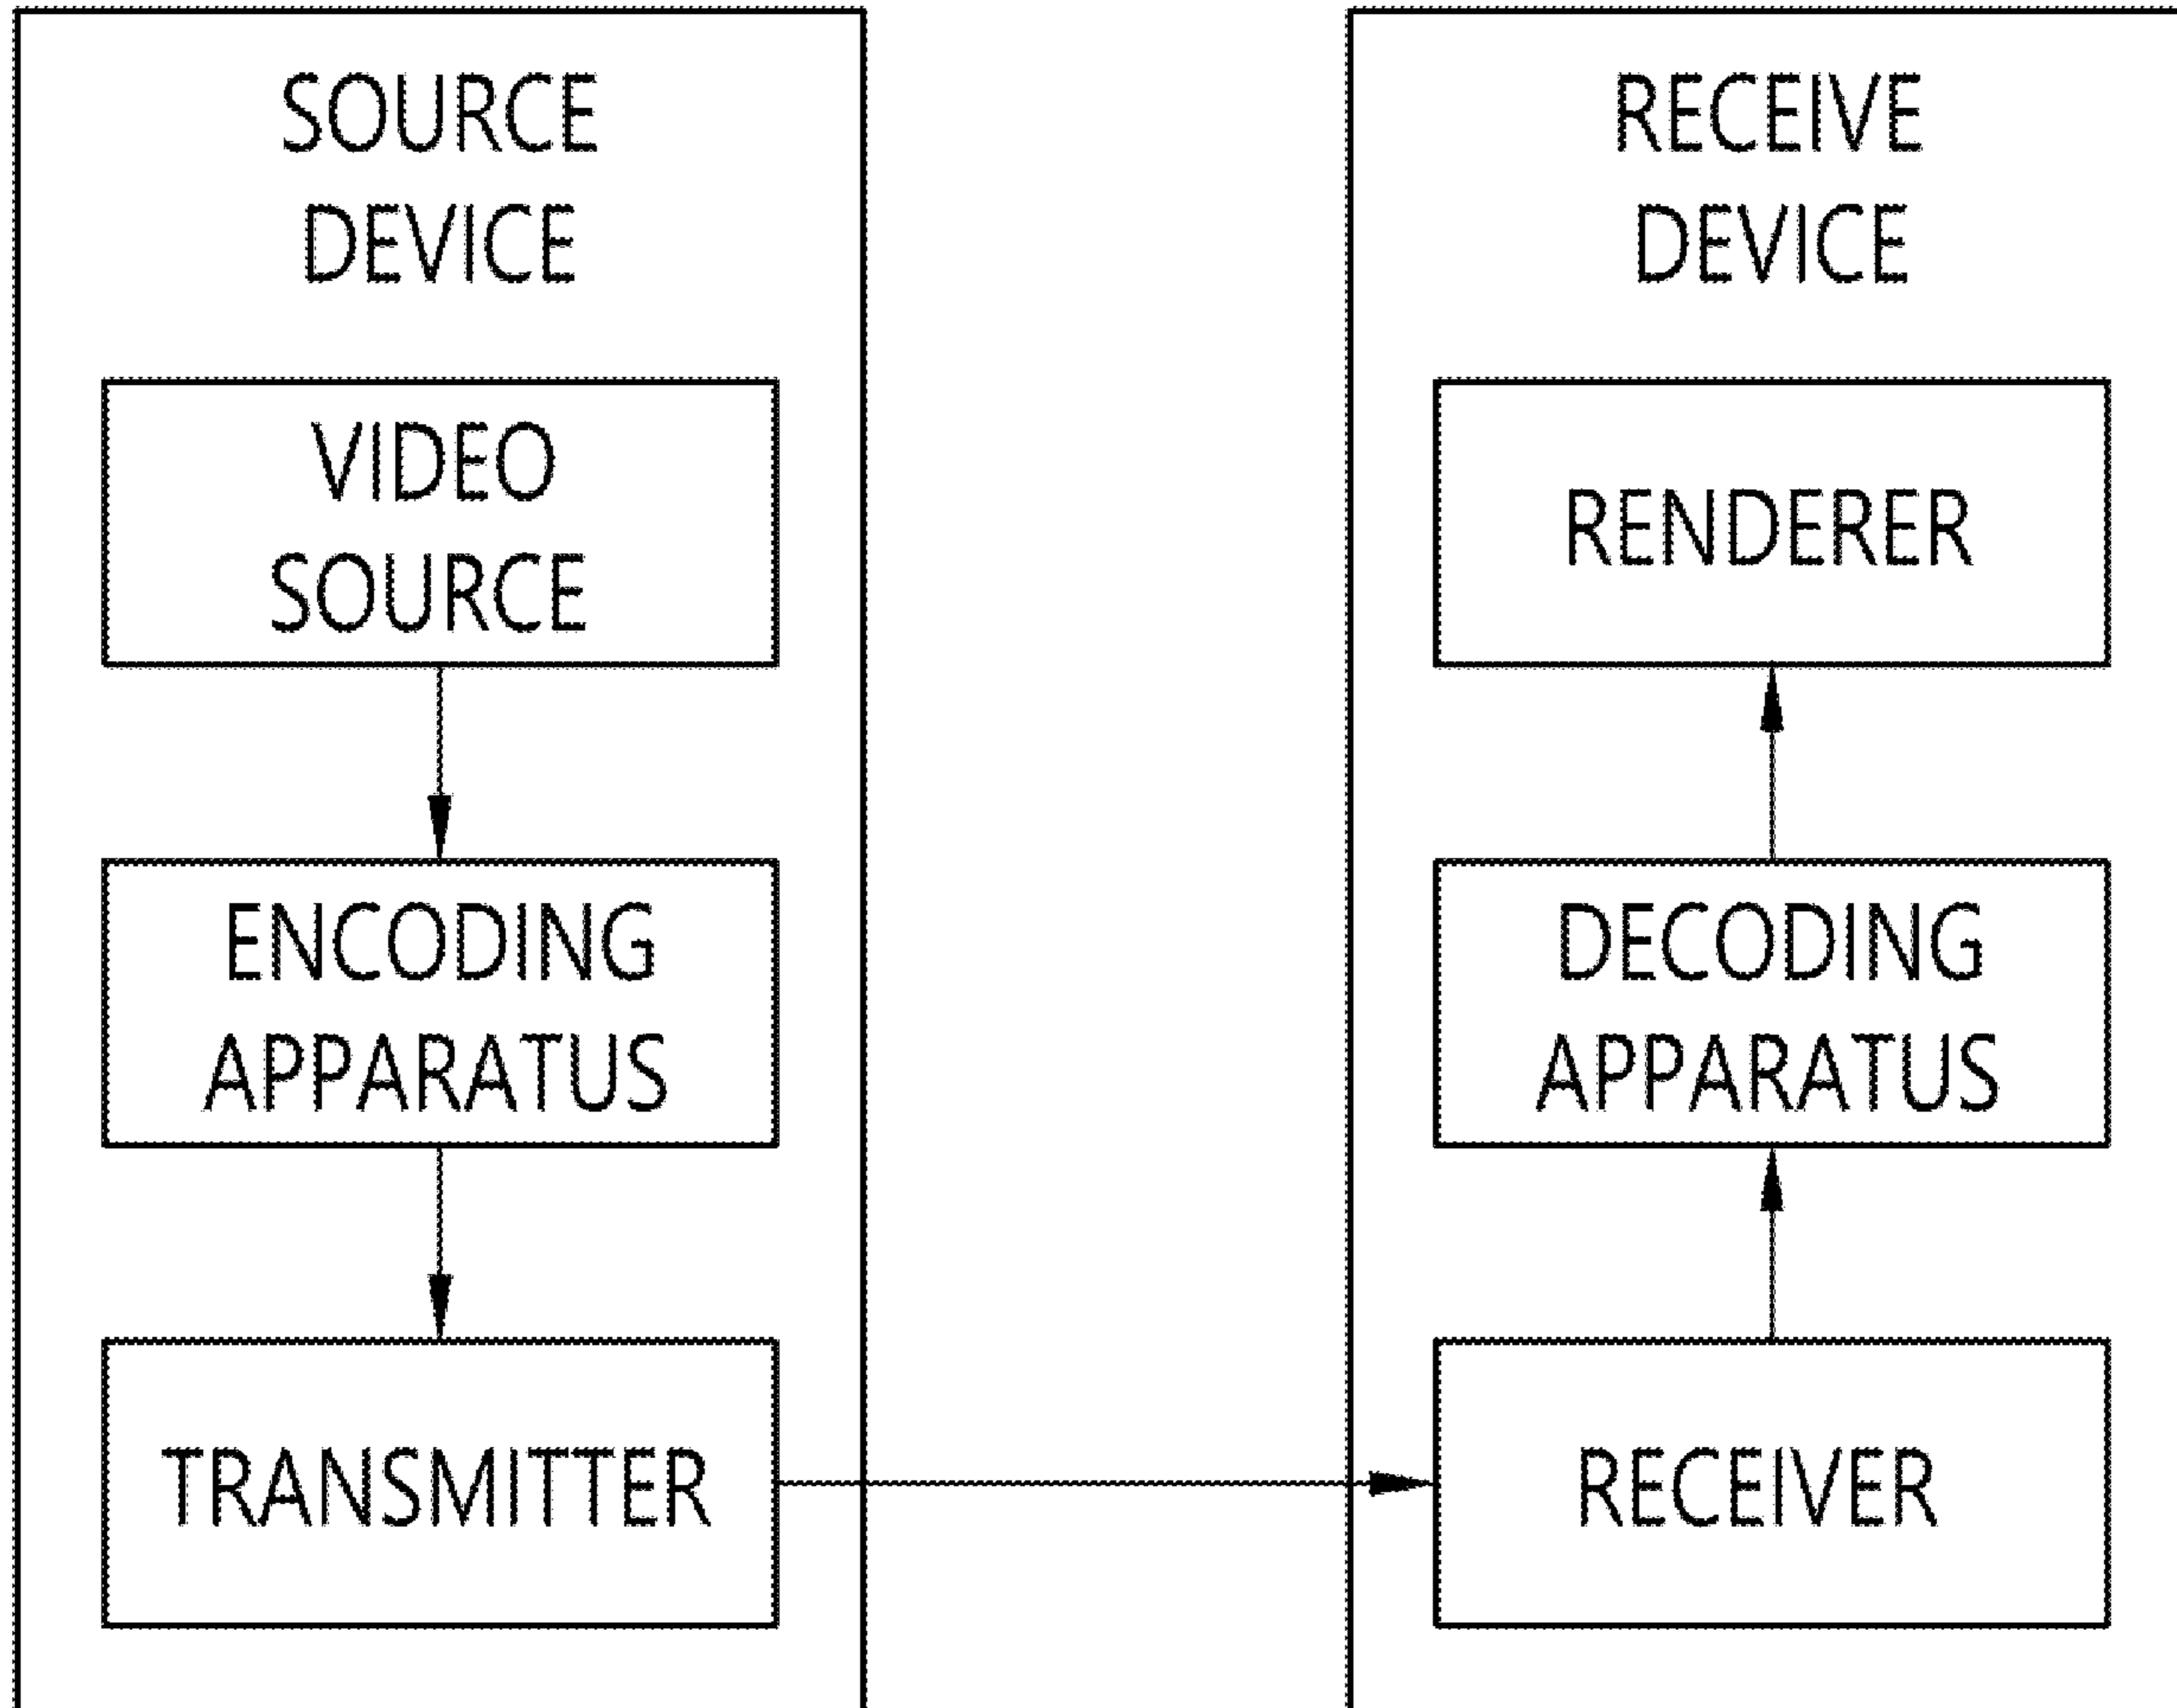 SOURCE
DEVICE
VIDEO
SOURCE
ENCODING
APPARATUS
TRANSMITTER
RECEIVE
DEVICE
RENDERER
DECODING
APPARATUS
RECEIVER